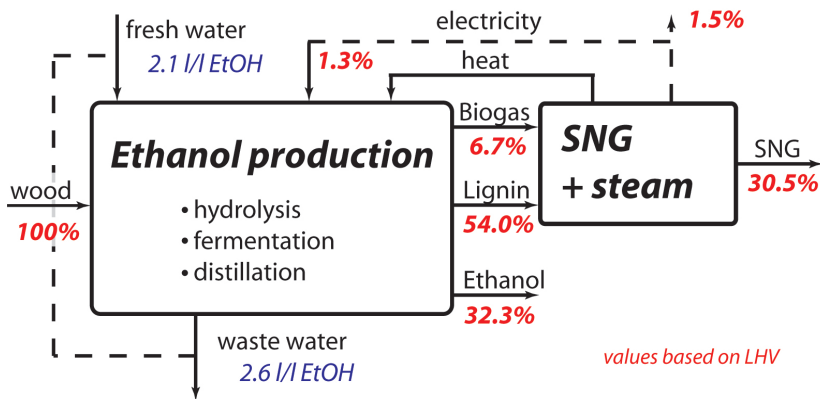 fresh water
2.1 l/l EtOH
electricity
1.5%
1.3%
heat
Ethanol production
• hydrolysis
• fermentation
• distillation
wood
100%
Biogas
6.7%
Lignin
54.0%
Ethanol
32.3%
SNG
+ steam
SNG
30.5%
waste water
2.6 l/l EtOH
values based on LHV